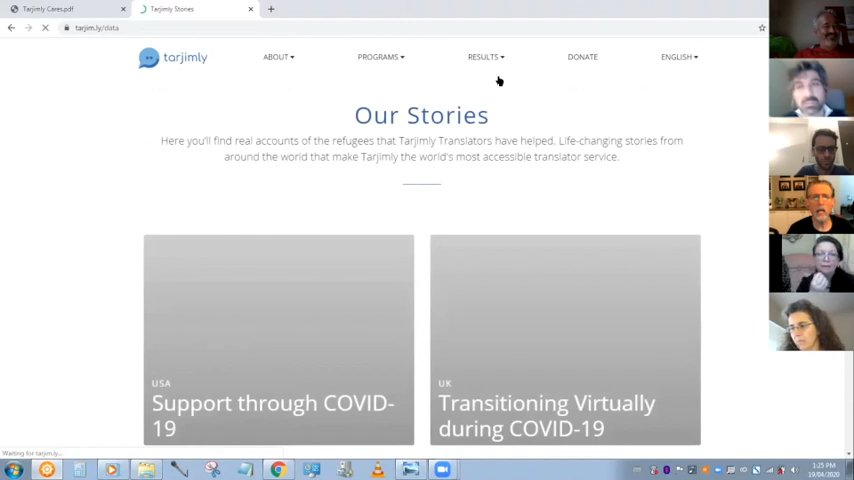 Tarjimly Cares.pdf
Tarjimly Stories
tarjim.ly/data
tarjimly
ABOUT
PROGRAMS
RESULTS
DONATE
ENGLISH
Our Stories
Here you'll find real accounts of the refugees that Tarjimly Translators have helped. Life-changing stories from
around the world that make Tarjimly the world's most accessible translator service.
USA
Support through COVID-
19
UK
Transitioning Virtually
during COVID-19
Waiting for tarjim.ly...
1:25 PM
19/04/2020